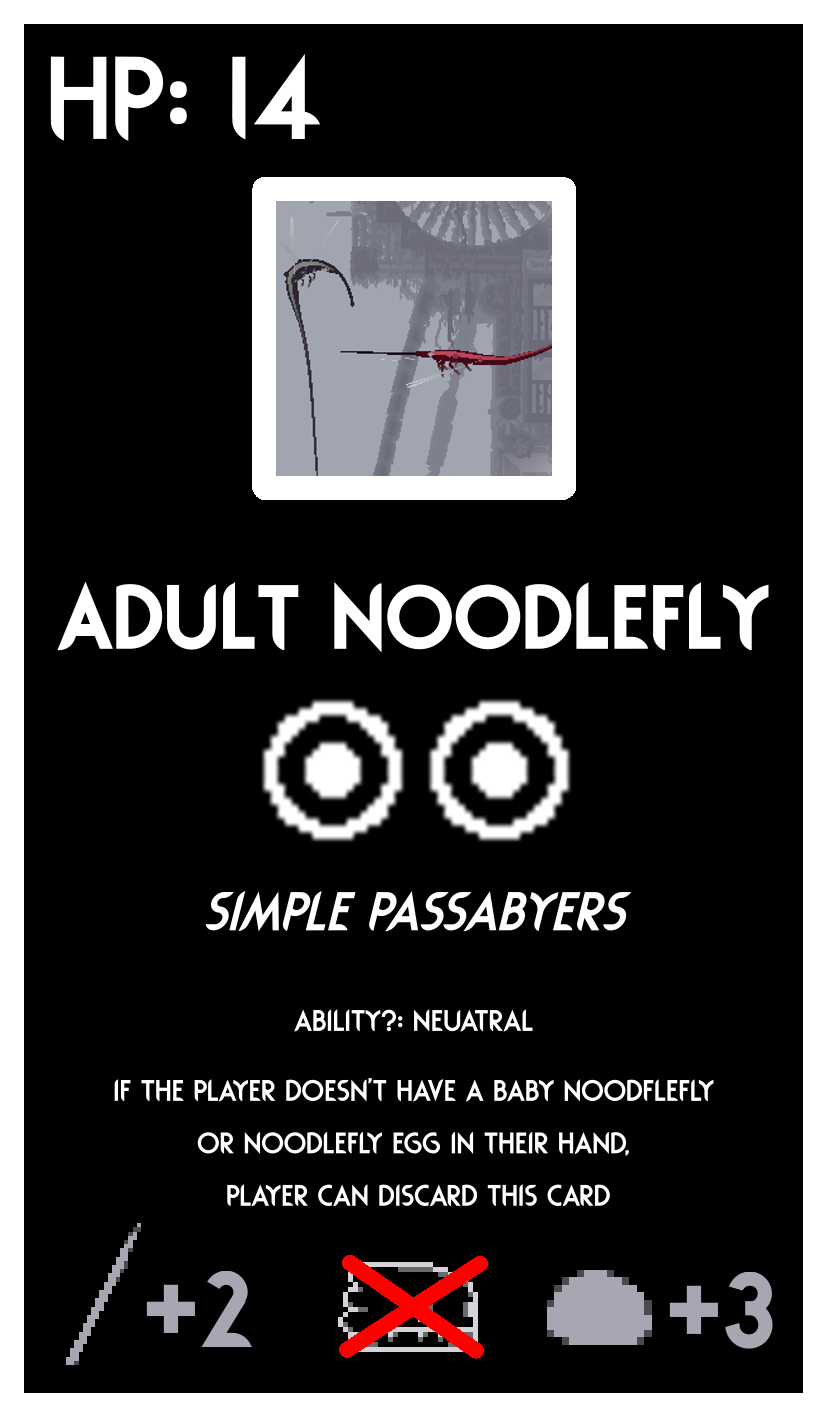 HP: 14
ADULT NOODLEFLY
SIMPLE PASSABYERS
ABILITY?: NEUATRAL
IF THE PLAYER DOESN'T HAVE A BABY NOODFLEFLY
OR NOODLEFLY EGG IN THEIR HAND,
PLAYER CAN DISCARD THIS CARD
+2 +3